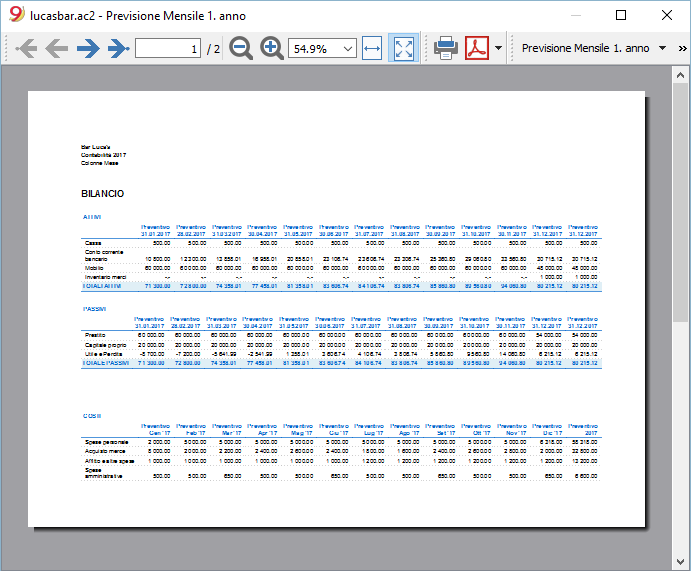 lucasbar.ac2 - Previsione Mensile 1. anno
1 / 2 54.9% Previsione Mensile 1. anno »
Bar Luca's
Contabilità 2017
Colonne Mese
BILANCIO
ATTIVI
Preventivo Preventivo Preventivo Preventivo Preventivo Preventivo Preventivo Preventivo Preventivo Preventivo Preventivo Preventivo Preventivo
31.01.2017 28.02.2017 31.03.2017 30.04.2017 31.05.2017 30.06.2017 31.07.2017 31.08.2017 30.09.2017 31.10.2017 30.11.2017 31.12.2017 31.12.2017
Cassa 500.00 500.00 500.00 500.00 500.00 500.00 500.00 500.00 500.00 500.00 500.00 500.00 500.00
Conto corrente
bancario 10 800.00 12 300.00 13 858.01 16 958.01 20 858.01 23 106.74 23 606.74 23 306.74 25 360.80 29 060.80 33 560.80 30 715.12 30 715.12
Mobilio 60 000.00 60 000.00 60 000.00 60 000.00 60 000.00 60 000.00 60 000.00 60 000.00 60 000.00 60 000.00 60 000.00 48 000.00 48 000.00
Inventario merci 1 000.00 1 000.00
TOTALE ATTIVI 71 300.00 72 800.00 74 358.01 77 458.01 81 358.01 83 606.74 84 106.74 83 806.74 85 860.80 89 560.80 94 060.80 80 215.12 80 215.12
PASSIVI
Preventivo Preventivo Preventivo Preventivo Preventivo Preventivo Preventivo Preventivo Preventivo Preventivo Preventivo Preventivo Preventivo
31.01.2017 28.02.2017 31.03.2017 30.04.2017 31.05.2017 30.06.2017 31.07.2017 31.08.2017 30.09.2017 31.10.2017 30.11.2017 31.12.2017 31.12.2017
Prestito 60 000.00 60 000.00 60 000.00 60 000.00 60 000.00 60 000.00 60 000.00 60 000.00 60 000.00 60 000.00 60 000.00 54 000.00 54 000.00
Capitale proprio 20 000.00 20 000.00 20 000.00 20 000.00 20 000.00 20 000.00 20 000.00 20 000.00 20 000.00 20 000.00 20 000.00 20 000.00 20 000.00
Utile e Perdita -8 700.00 -7 200.00 -5 641.99 -2 541.99 1 358.01 3 606.74 4 106.74 3 806.74 5 860.80 9 560.80 14 060.80 6 215.12 6 215.12
TOTALE PASSIVI 71 300.00 72 800.00 74 358.01 77 458.01 81 358.01 83 606.74 84 106.74 83 806.74 85 860.80 89 560.80 94 060.80 80 215.12 80 215.12
COSTI
Preventivo Preventivo Preventivo Preventivo Preventivo Preventivo Preventivo Preventivo Preventivo Preventivo Preventivo Preventivo Preventivo
Gen '17 Feb '17 Mar '17 Apr '17 Mag '17 Giu '17 Lug '17 Ago '17 Set '17 Ott '17 Nov '17 Dic '17 2017
Spese personale 2 000.00 5 000.00 5 000.00 5 000.00 5 000.00 5 000.00 5 000.00 5 000.00 5 000.00 5 000.00 5 000.00 6 318.00 58 318.00
Acquisto merce 8 000.00 2 000.00 2 200.00 2 400.00 2 600.00 2 400.00 1 800.00 1 600.00 2 400.00 2 600.00 2 800.00 2 000.00
Affitto e altre spese 1 000.00 1 000.00 1 000.00 1 000.00 1 000.00 1 000.00 1 200.00 1 200.00 1 200.00 1 200.00 1 200.00 1 200.00 13 200.00
Spese
amministrative 500.00 500.00 650.00 500.00 500.00 650.00 500.00 500.00 650.00 500.00 500.00 650.00 6 600.00